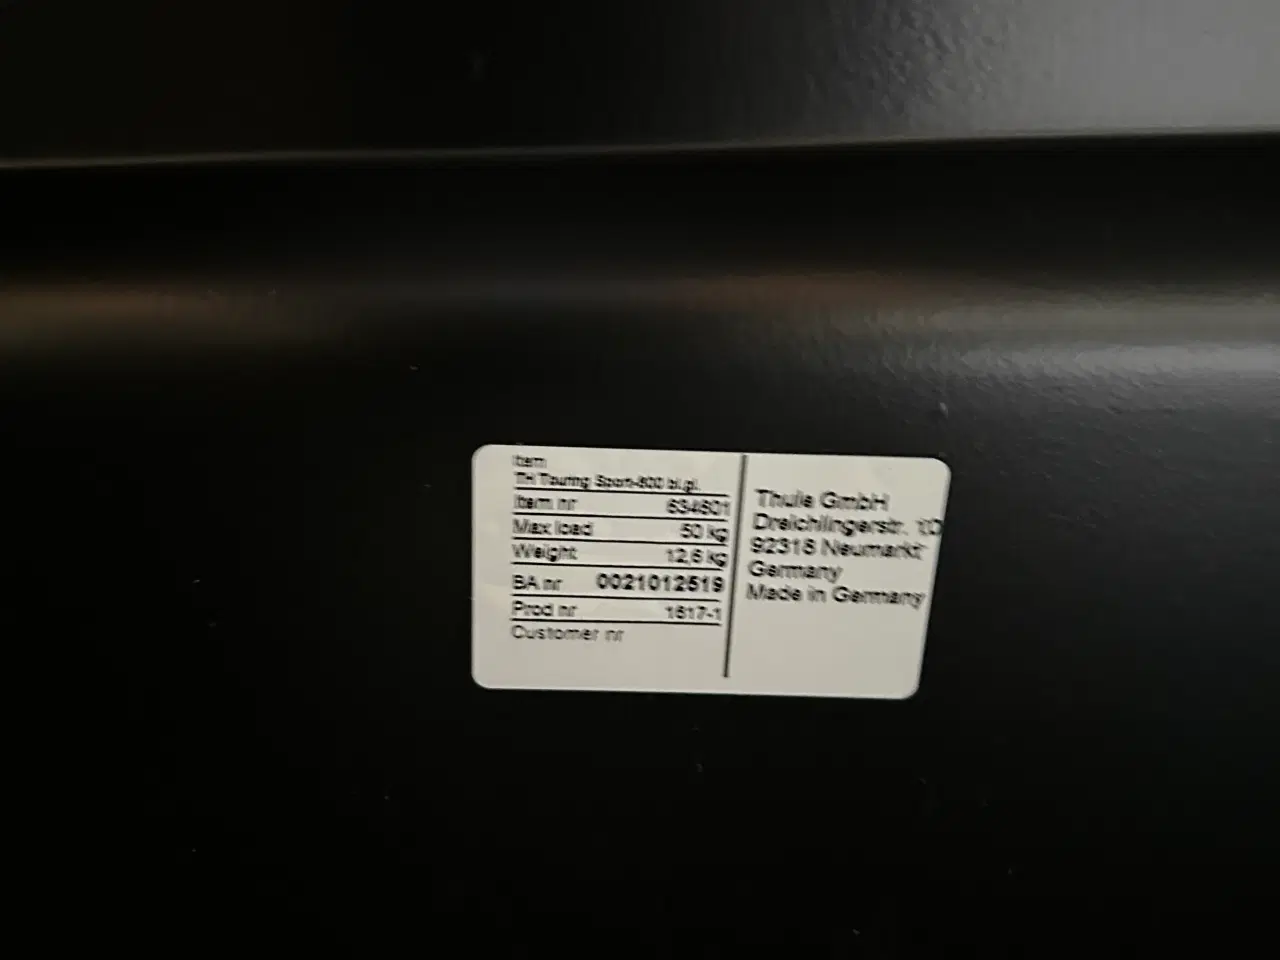 Item
TH Touring Sport-600 bl.gl.
Item nr 634601
Max load 50 kg
Weight 12,6 kg
BA nr 0021012519
Prod nr 1617-1
Customer nr
Thule GmbH
Dreichlingerstr. 10
92318 Neumarkt
Germany
Made in Germany